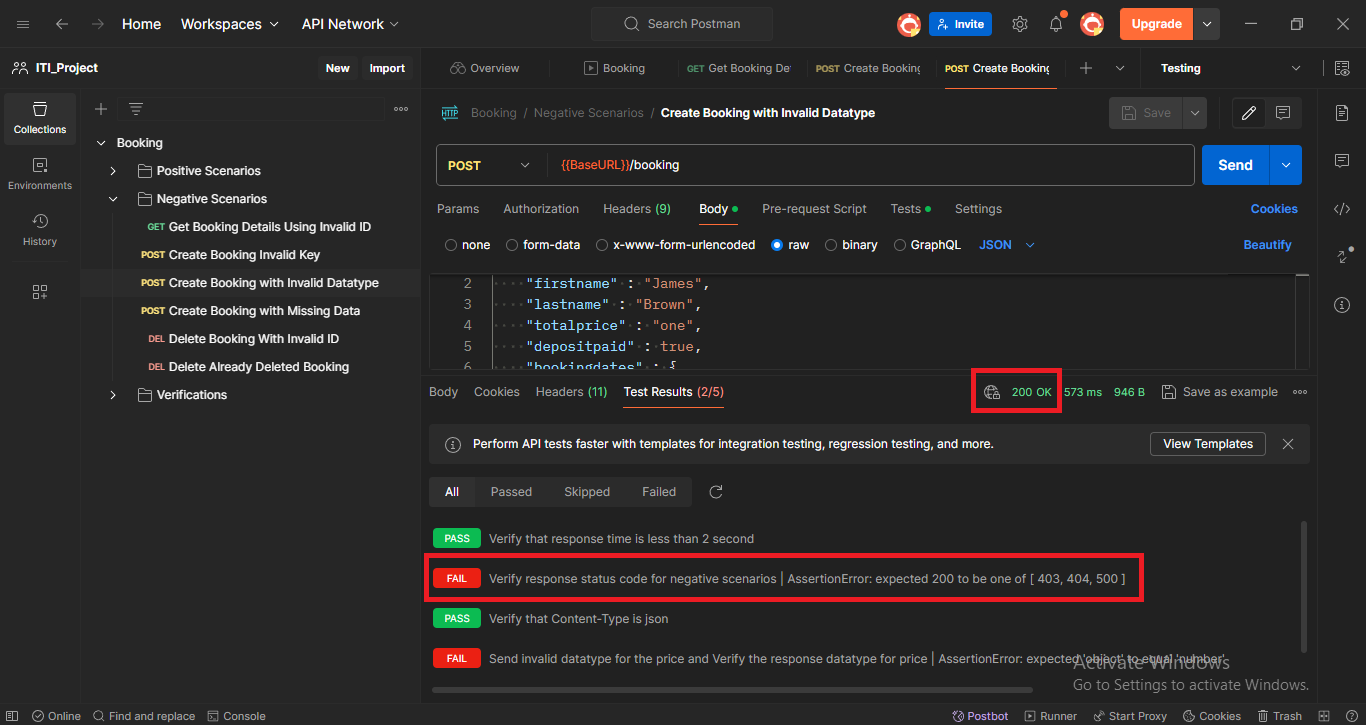 Home Workspaces API Network Search Postman Invite Upgrade
ITI_Project New Import Overview Booking GET Get Booking De POST Create Booking POST Create Booking Testing
Collections
Environments
History
Booking
Positive Scenarios
Negative Scenarios
GET Get Booking Details Using Invalid ID
POST Create Booking Invalid Key
POST Create Booking with Invalid Datatype
POST Create Booking with Missing Data
DEL Delete Booking With Invalid ID
DEL Delete Already Deleted Booking
Verifications
HTTP Booking / Negative Scenarios / Create Booking with Invalid Datatype Save
POST {{BaseURL}}/booking Send
Params Authorization Headers (9) Body Pre-request Script Tests Settings Cookies
none form-data x-www-form-urlencoded raw binary GraphQL JSON Beautify
2 "firstname" : "James",
3 "lastname" : "Brown",
4 "totalprice" : "one",
5 "depositpaid" : true,
6 "bookingdates" : {
Body Cookies Headers (11) Test Results (2/5) 200 OK 573 ms 946 B Save as example
Perform API tests faster with templates for integration testing, regression testing, and more. View Templates
All Passed Skipped Failed
PASS Verify that response time is less than 2 second
FAIL Verify response status code for negative scenarios | AssertionError: expected 200 to be one of [ 403, 404, 500 ]
PASS Verify that Content-Type is json
FAIL Send invalid datatype for the price and Verify the response datatype for price | AssertionError: expected 'object' to equal 'number'
Activate Windows
Go to Settings to activate Windows.
Online Find and replace Console Postbot Runner Start Proxy Cookies Trash